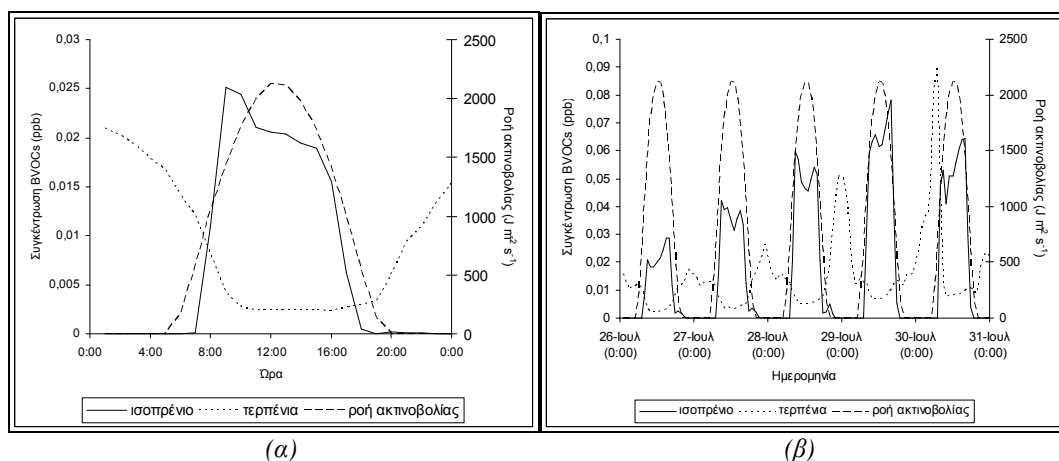 0,03
0,025
0,02
0,015
0,01
0,005
0
Συγκέντρωση BVOCs (ppb)
2500
2000
1500
1000
500
0
Ροή ακτινοβολίας
(J m² s⁻¹)
0:00 4:00 8:00 12:00 16:00 20:00 0:00
Ώρα
ισοπρένιο τερπένια ροή ακτινοβολίας
(α)
0,1
0,09
0,08
0,07
0,06
0,05
0,04
0,03
0,02
0,01
0
Συγκέντρωση BVOCs (ppb)
2500
2000
1500
1000
500
0
Ροή ακτινοβολίας
(J m² s⁻¹)
26-Ιουλ 27-Ιουλ 28-Ιουλ 29-Ιουλ 30-Ιουλ 31-Ιουλ
(0:00) (0:00) (0:00) (0:00) (0:00) (0:00)
Ημερομηνία
ισοπρένιο τερπένια ροή ακτινοβολίας
(β)